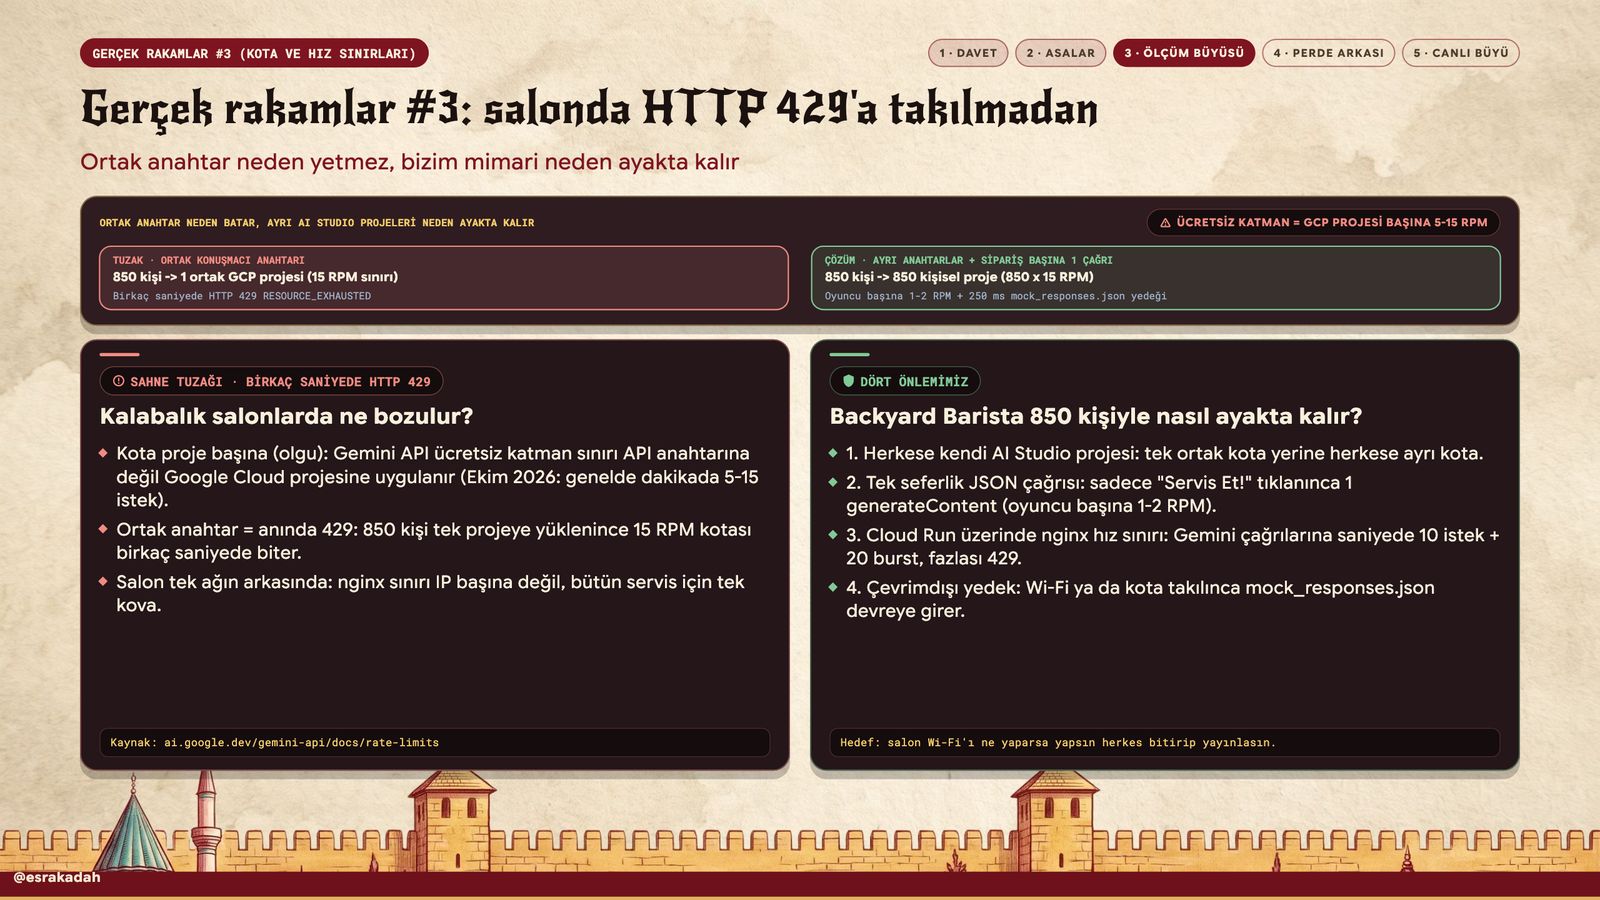 GERÇEK RAKAMLAR #3 (KOTA VE HIZ SINIRLARI)
1 · DAVET
2 · ASALAR
3 · ÖLÇÜM BÜYÜSÜ
4 · PERDE ARKASI
5 · CANLI BÜYÜ
Gerçek rakamlar #3: salonda HTTP 429'a takılmadan
Ortak anahtar neden yetmez, bizim mimari neden ayakta kalır
ORTAK ANAHTAR NEDEN BATAR, AYRI AI STUDIO PROJELERİ NEDEN AYAKTA KALIR
ÜCRETSİZ KATMAN = GCP PROJESİ BAŞINA 5-15 RPM
TUZAK · ORTAK KONUŞMACI ANAHTARI
850 kişi -> 1 ortak GCP projesi (15 RPM sınırı)
Birkaç saniyede HTTP 429 RESOURCE_EXHAUSTED
ÇÖZÜM · AYRI ANAHTARLAR + SİPARİŞ BAŞINA 1 ÇAĞRI
850 kişi -> 850 kişisel proje (850 x 15 RPM)
Oyuncu başına 1-2 RPM + 250 ms mock_responses.json yedeği
SAHNE TUZAĞI · BİRKAÇ SANİYEDE HTTP 429
Kalabalık salonlarda ne bozulur?
Kota proje başına (olgu): Gemini API ücretsiz katman sınırı API anahtarına
değil Google Cloud projesine uygulanır (Ekim 2026: genelde dakikada 5-15
istek).
Ortak anahtar = anında 429: 850 kişi tek projeye yüklenince 15 RPM kotası
birkaç saniyede biter.
Salon tek ağın arkasında: nginx sınırı IP başına değil, bütün servis için tek
kova.
Kaynak: ai.google.dev/gemini-api/docs/rate-limits
DÖRT ÖNLEMİMİZ
Backyard Barista 850 kişiyle nasıl ayakta kalır?
1. Herkese kendi AI Studio projesi: tek ortak kota yerine herkese ayrı kota.
2. Tek seferlik JSON çağrısı: sadece "Servis Et!" tıklanınca 1
generateContent (oyuncu başına 1-2 RPM).
3. Cloud Run üzerinde nginx hız sınırı: Gemini çağrılarına saniyede 10 istek +
20 burst, fazlası 429.
4. Çevrimdışı yedek: Wi-Fi ya da kota takılınca mock_responses.json
devreye girer.
Hedef: salon Wi-Fi'ı ne yaparsa yapsın herkes bitirip yayınlasın.
@esrakadah